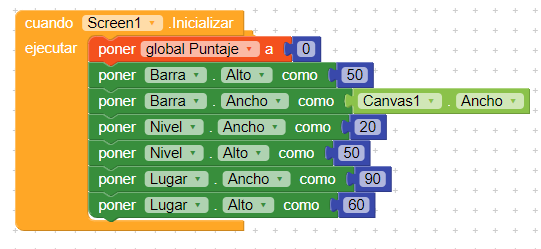 cuando Screen1 .Inicializar
ejecutar poner global Puntaje a 0
poner Barra . Alto como 50
poner Barra . Ancho como Canvas1 . Ancho
poner Nivel . Ancho como 20
poner Nivel . Alto como 50
poner Lugar . Ancho como 90
poner Lugar . Alto como 60